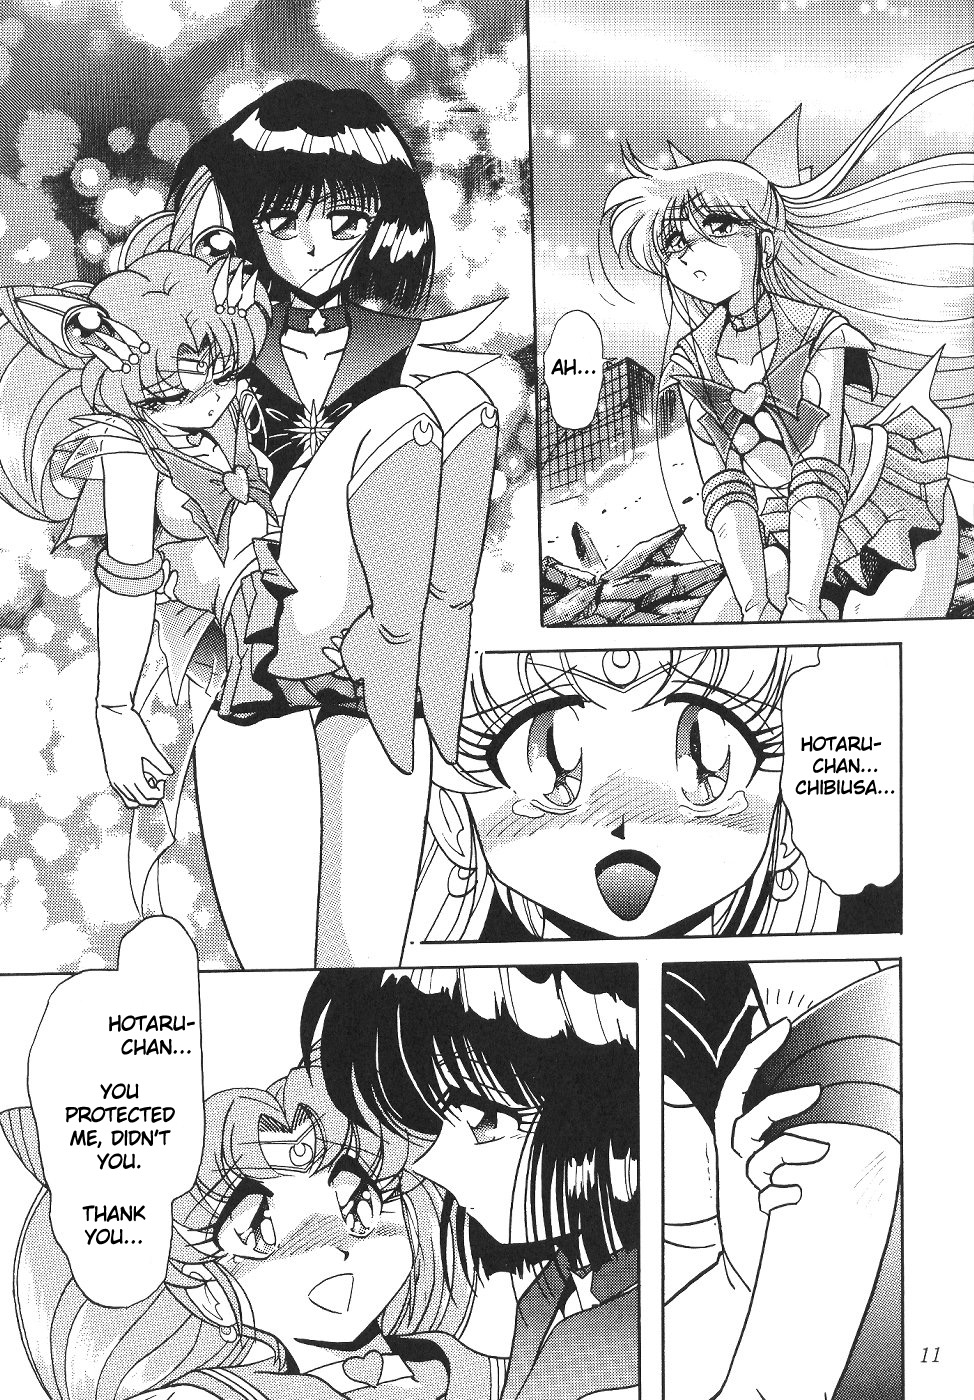 AH...
HOTARU-
CHAN...
CHIBIUSA...
HOTARU-
CHAN...
YOU
PROTECTED
ME, DIDN'T
YOU.
THANK
YOU...
11